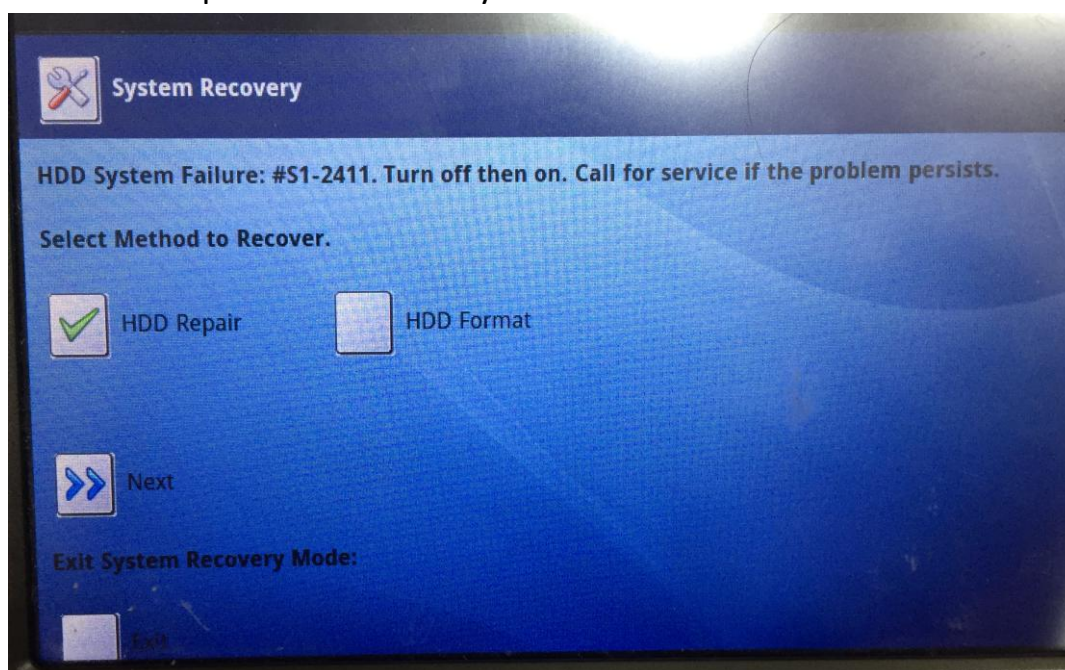 System Recovery
HDD System Failure: #S1-2411. Turn off then on. Call for service if the problem persists.
Select Method to Recover.
HDD Repair HDD Format
Next
Exit System Recovery Mode:
Exit